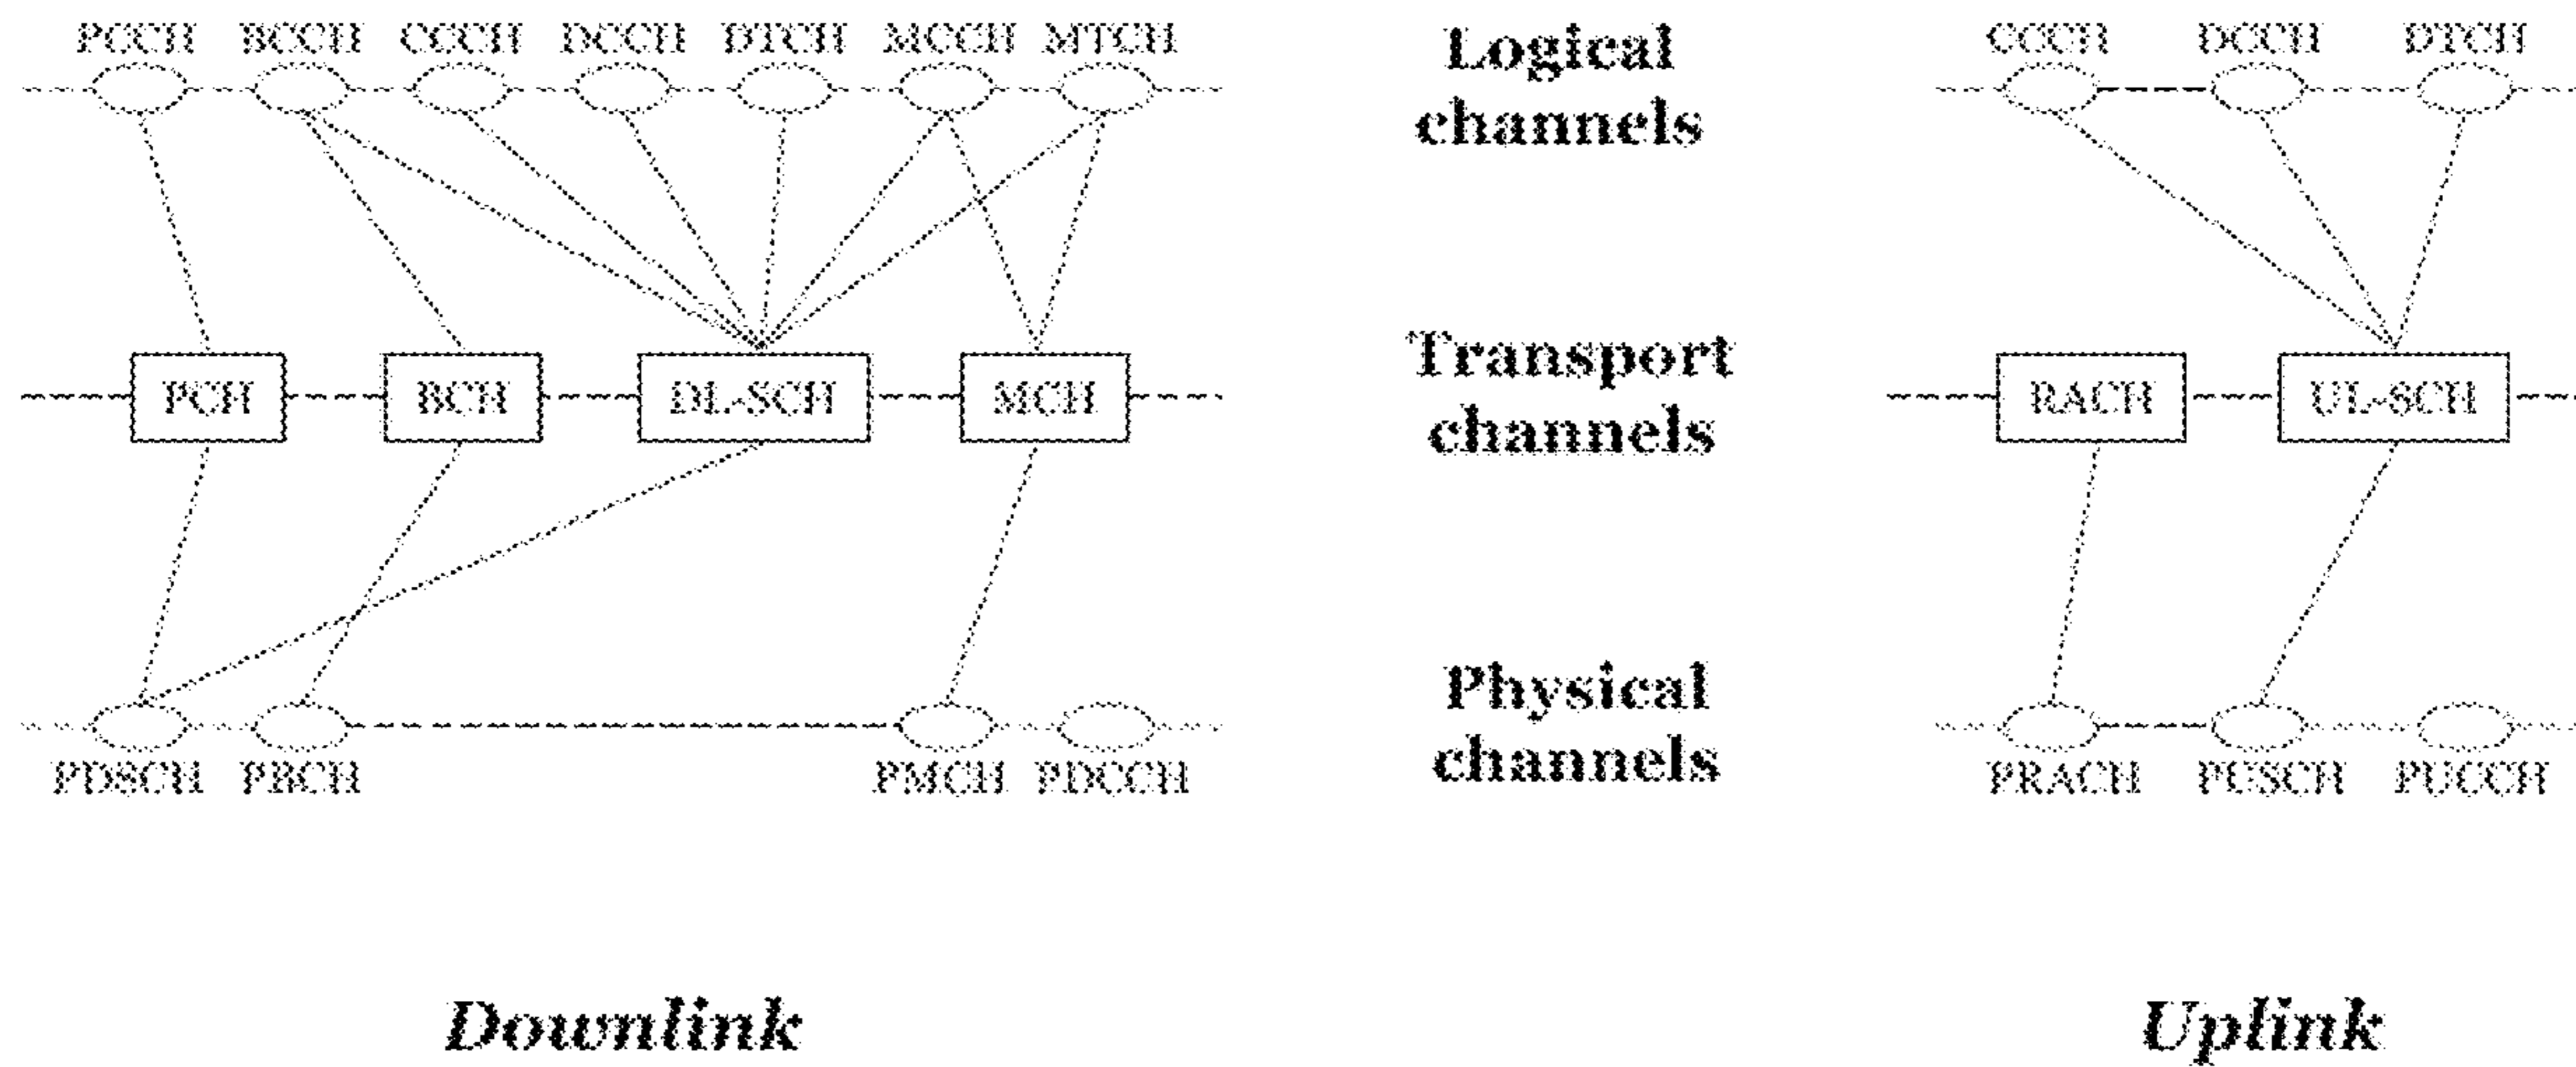 PCCH BCCH CCCH DCCH DTCH MCCH MTCH
Logical
channels
CCCH DCCH DTCH
PCH BCH DL-SCH MCH
Transport
channels
RACH UL-SCH
Physical
channels
PDSCH PBCH PMCH PDCCH
PRACH PUSCH PUCCH
Downlink
Uplink